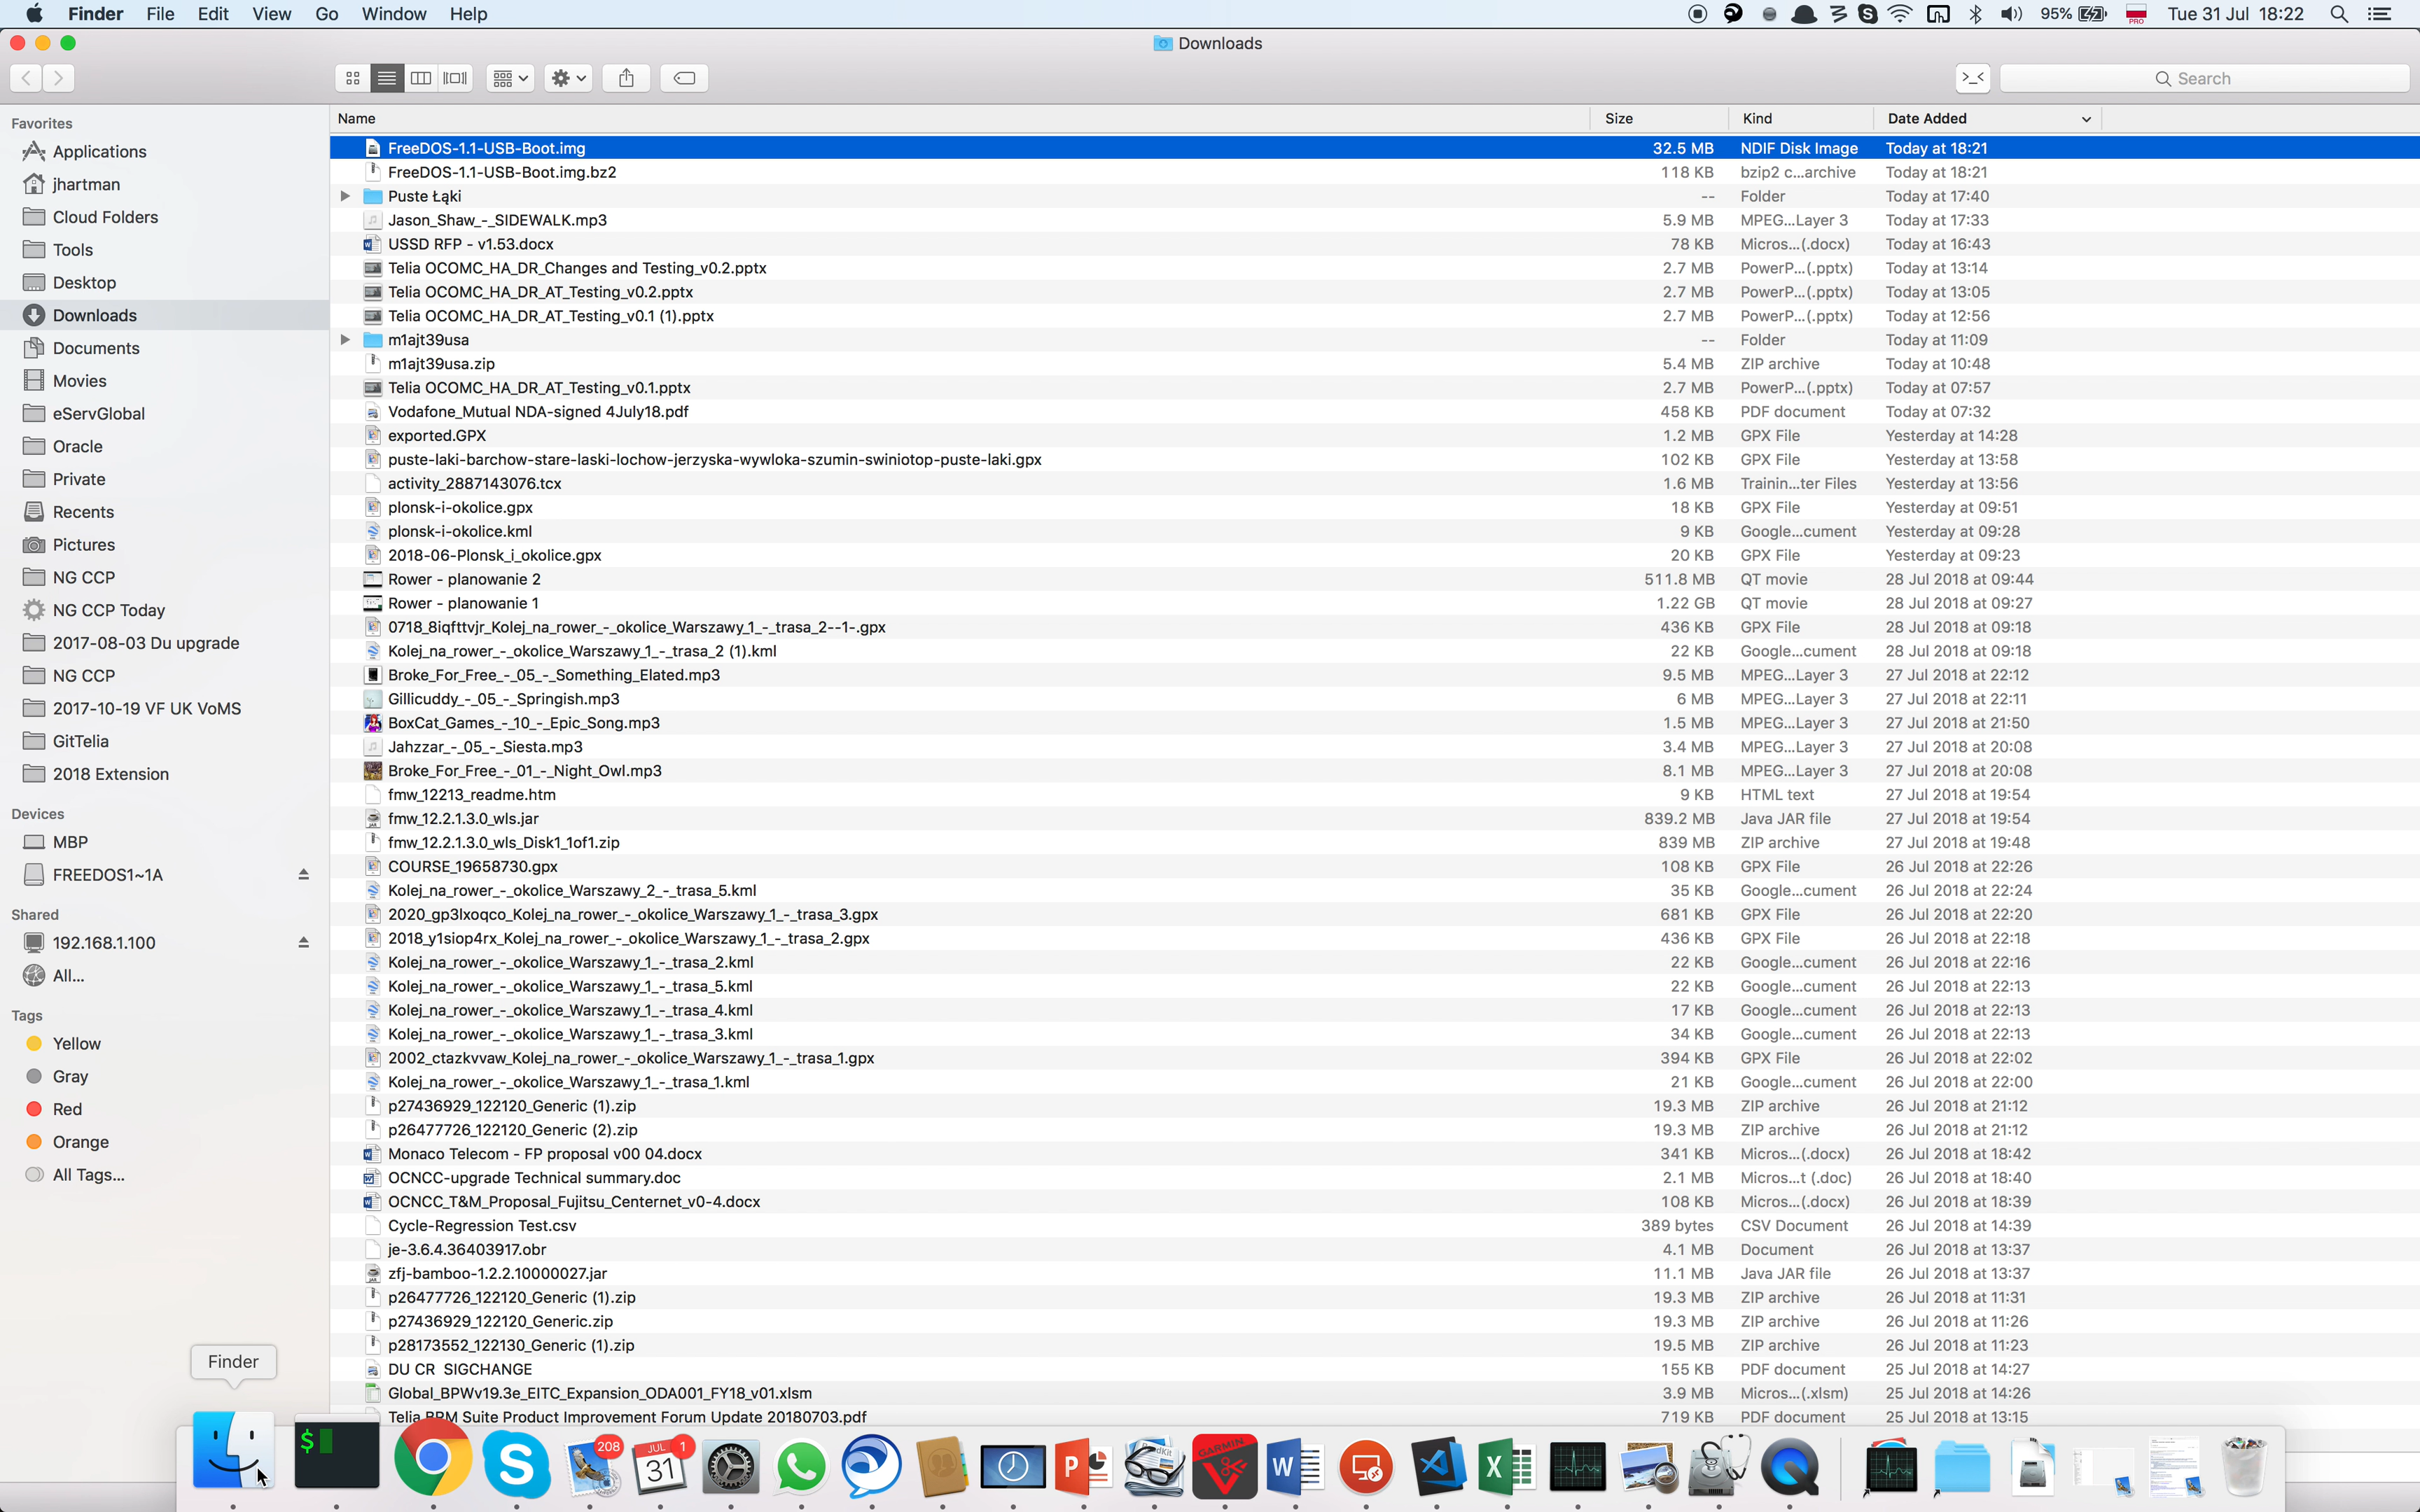 Finder File Edit View Go Window Help 95% PRO Tue 31 Jul 18:22
Downloads
>_< Search
Favorites
Applications
jhartman
Cloud Folders
Tools
Desktop
Downloads
Documents
Movies
eServGlobal
Oracle
Private
Recents
Pictures
NG CCP
NG CCP Today
2017-08-03 Du upgrade
NG CCP
2017-10-19 VF UK VoMS
GitTelia
2018 Extension
Devices
MBP
FREEDOS1~1A
Shared
192.168.1.100
All...
Tags
Yellow
Gray
Red
Orange
All Tags...
Name Size Kind Date Added
FreeDOS-1.1-USB-Boot.img 32.5 MB NDIF Disk Image Today at 18:21
FreeDOS-1.1-USB-Boot.img.bz2 118 KB bzip2 c...archive Today at 18:21
Puste Łąki -- Folder Today at 17:40
Jason_Shaw_-_SIDEWALK.mp3 5.9 MB MPEG...Layer 3 Today at 17:33
USSD RFP - v1.53.docx 78 KB Micros...(.docx) Today at 16:43
Telia OCOMC_HA_DR_Changes and Testing_v0.2.pptx 2.7 MB PowerP...(.pptx) Today at 13:14
Telia OCOMC_HA_DR_AT_Testing_v0.2.pptx 2.7 MB PowerP...(.pptx) Today at 13:05
Telia OCOMC_HA_DR_AT_Testing_v0.1 (1).pptx 2.7 MB PowerP...(.pptx) Today at 12:56
m1ajt39usa -- Folder Today at 11:09
m1ajt39usa.zip 5.4 MB ZIP archive Today at 10:48
Telia OCOMC_HA_DR_AT_Testing_v0.1.pptx 2.7 MB PowerP...(.pptx) Today at 07:57
Vodafone_Mutual NDA-signed 4July18.pdf 458 KB PDF document Today at 07:32
exported.GPX 1.2 MB GPX File Yesterday at 14:28
puste-laki-barchow-stare-laski-lochow-jerzyska-wywloka-szumin-swiniotop-puste-laki.gpx 102 KB GPX File Yesterday at 13:58
activity_2887143076.tcx 1.6 MB Trainin...ter Files Yesterday at 13:56
plonsk-i-okolice.gpx 18 KB GPX File Yesterday at 09:51
plonsk-i-okolice.kml 9 KB Google...cument Yesterday at 09:28
2018-06-Plonsk_i_okolice.gpx 20 KB GPX File Yesterday at 09:23
Rower - planowanie 2 511.8 MB QT movie 28 Jul 2018 at 09:44
Rower - planowanie 1 1.22 GB QT movie 28 Jul 2018 at 09:27
0718_8iqfttvjr_Kolej_na_rower_-_okolice_Warszawy_1_-_trasa_2--1-.gpx 436 KB GPX File 28 Jul 2018 at 09:18
Kolej_na_rower_-_okolice_Warszawy_1_-_trasa_2 (1).kml 22 KB Google...cument 28 Jul 2018 at 09:18
Broke_For_Free_-_05_-_Something_Elated.mp3 9.5 MB MPEG...Layer 3 27 Jul 2018 at 22:12
Gillicuddy_-_05_-_Springish.mp3 6 MB MPEG...Layer 3 27 Jul 2018 at 22:11
BoxCat_Games_-_10_-_Epic_Song.mp3 1.5 MB MPEG...Layer 3 27 Jul 2018 at 21:50
Jahzzar_-_05_-_Siesta.mp3 3.4 MB MPEG...Layer 3 27 Jul 2018 at 20:08
Broke_For_Free_-_01_-_Night_Owl.mp3 8.1 MB MPEG...Layer 3 27 Jul 2018 at 20:08
fmw_12213_readme.htm 9 KB HTML text 27 Jul 2018 at 19:54
fmw_12.2.1.3.0_wls.jar 839.2 MB Java JAR file 27 Jul 2018 at 19:54
fmw_12.2.1.3.0_wls_Disk1_1of1.zip 839 MB ZIP archive 27 Jul 2018 at 19:48
COURSE_19658730.gpx 108 KB GPX File 26 Jul 2018 at 22:26
Kolej_na_rower_-_okolice_Warszawy_2_-_trasa_5.kml 35 KB Google...cument 26 Jul 2018 at 22:24
2020_gp3lxoqco_Kolej_na_rower_-_okolice_Warszawy_1_-_trasa_3.gpx 681 KB GPX File 26 Jul 2018 at 22:20
2018_y1siop4rx_Kolej_na_rower_-_okolice_Warszawy_1_-_trasa_2.gpx 436 KB GPX File 26 Jul 2018 at 22:18
Kolej_na_rower_-_okolice_Warszawy_1_-_trasa_2.kml 22 KB Google...cument 26 Jul 2018 at 22:16
Kolej_na_rower_-_okolice_Warszawy_1_-_trasa_5.kml 22 KB Google...cument 26 Jul 2018 at 22:13
Kolej_na_rower_-_okolice_Warszawy_1_-_trasa_4.kml 17 KB Google...cument 26 Jul 2018 at 22:13
Kolej_na_rower_-_okolice_Warszawy_1_-_trasa_3.kml 34 KB Google...cument 26 Jul 2018 at 22:13
2002_ctazkvvaw_Kolej_na_rower_-_okolice_Warszawy_1_-_trasa_1.gpx 394 KB GPX File 26 Jul 2018 at 22:02
Kolej_na_rower_-_okolice_Warszawy_1_-_trasa_1.kml 21 KB Google...cument 26 Jul 2018 at 22:00
p27436929_122120_Generic (1).zip 19.3 MB ZIP archive 26 Jul 2018 at 21:12
p26477726_122120_Generic (2).zip 19.3 MB ZIP archive 26 Jul 2018 at 21:12
Monaco Telecom - FP proposal v00 04.docx 341 KB Micros...(.docx) 26 Jul 2018 at 18:42
OCNCC-upgrade Technical summary.doc 2.1 MB Micros...t (.doc) 26 Jul 2018 at 18:40
OCNCC_T&M_Proposal_Fujitsu_Centernet_v0-4.docx 108 KB Micros...(.docx) 26 Jul 2018 at 18:39
Cycle-Regression Test.csv 389 bytes CSV Document 26 Jul 2018 at 14:39
je-3.6.4.36403917.obr 4.1 MB Document 26 Jul 2018 at 13:37
zfj-bamboo-1.2.2.10000027.jar 11.1 MB Java JAR file 26 Jul 2018 at 13:37
p26477726_122120_Generic (1).zip 19.3 MB ZIP archive 26 Jul 2018 at 11:31
p27436929_122120_Generic.zip 19.3 MB ZIP archive 26 Jul 2018 at 11:26
p28173552_122130_Generic (1).zip 19.5 MB ZIP archive 26 Jul 2018 at 11:23
DU CR SIGCHANGE 155 KB PDF document 25 Jul 2018 at 14:27
Global_BPWv19.3e_EITC_Expansion_ODA001_FY18_v01.xlsm 3.9 MB Micros...(.xlsm) 25 Jul 2018 at 14:26
Telia BRM Suite Product Improvement Forum Update 20180703.pdf 719 KB PDF document 25 Jul 2018 at 13:15
Finder
$ 208 JUL 31 1 P GARMIN W X